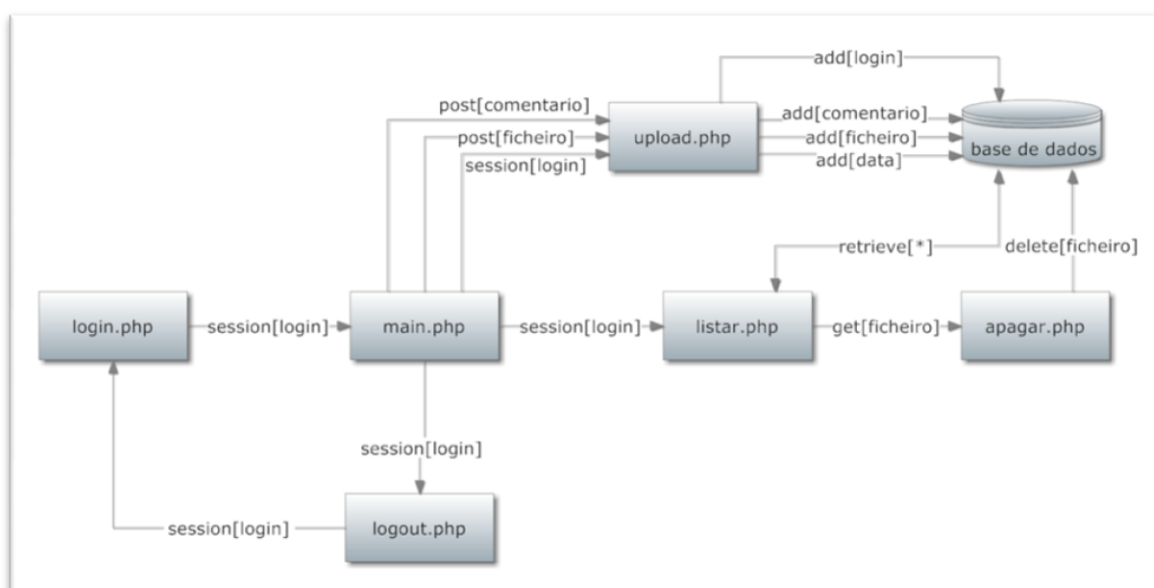 add[login]
post[comentario]
add[comentario]
post[ficheiro]
upload.php
add[ficheiro]
base de dados
session[login]
add[data]
retrieve[*]
delete[ficheiro]
login.php
session[login]
main.php
session[login]
listar.php
get[ficheiro]
apagar.php
session[login]
session[login]
logout.php